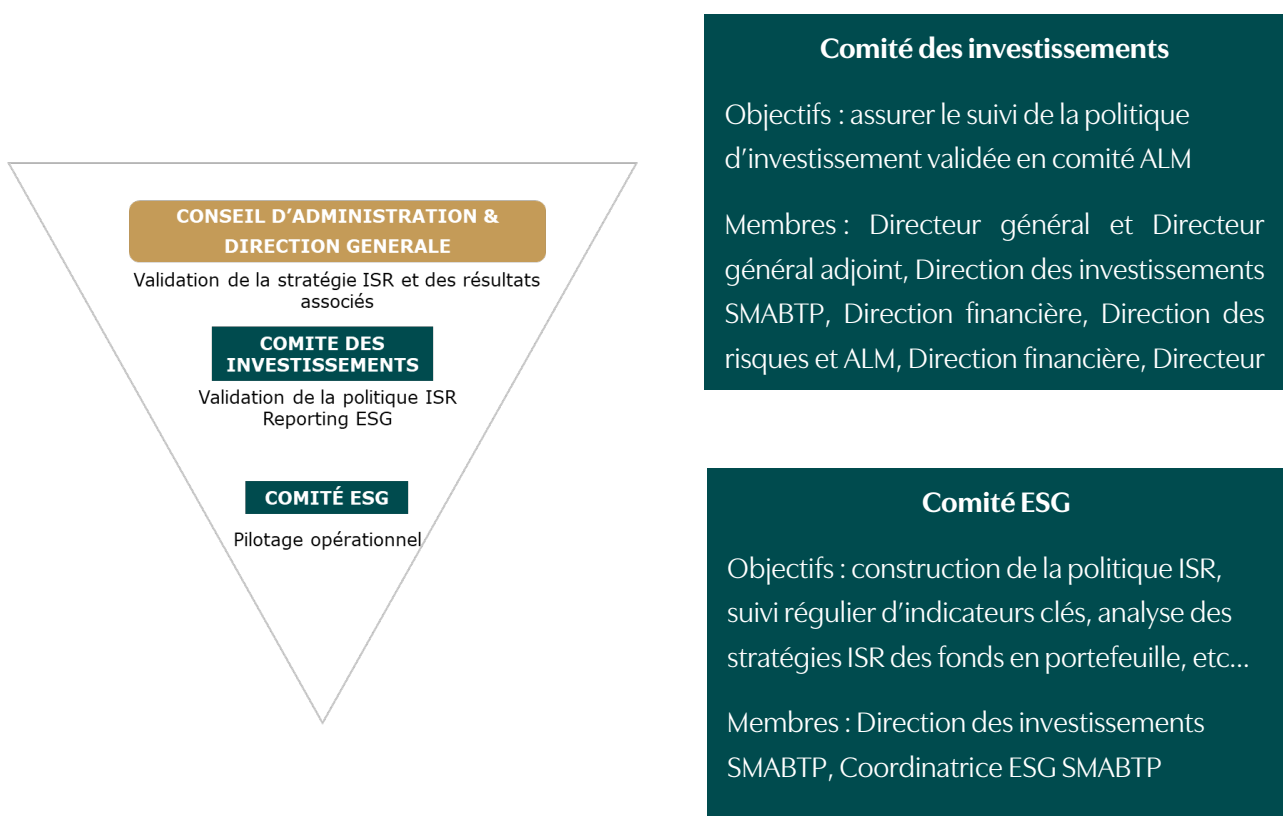 CONSEIL D’ADMINISTRATION &
DIRECTION GENERALE
Validation de la stratégie ISR et des résultats
associés
COMITE DES
INVESTISSEMENTS
Validation de la politique ISR
Reporting ESG
COMITÉ ESG
Pilotage opérationnel
Comité des investissements
Objectifs : assurer le suivi de la politique
d’investissement validée en comité ALM
Membres : Directeur général et Directeur
général adjoint, Direction des investissements
SMABTP, Direction financière, Direction des
risques et ALM, Direction financière, Directeur
Comité ESG
Objectifs : construction de la politique ISR,
suivi régulier d’indicateurs clés, analyse des
stratégies ISR des fonds en portefeuille, etc...
Membres : Direction des investissements
SMABTP, Coordinatrice ESG SMABTP